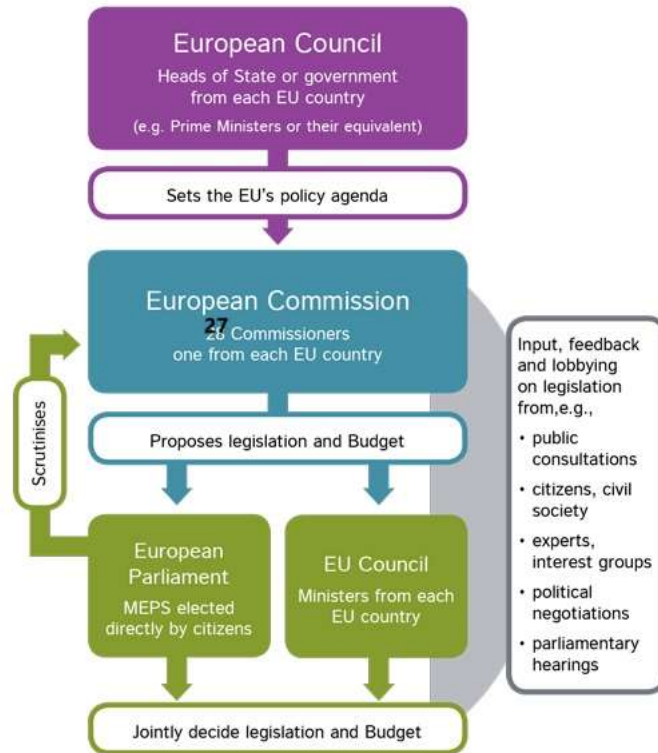 European Council
Heads of State or government
from each EU country
(e.g. Prime Ministers or their equivalent)
Sets the EU's policy agenda
European Commission
27
28 Commissioners
one from each EU country
Proposes legislation and Budget
Scrutinises
European
Parliament
MEPS elected
directly by citizens
EU Council
Ministers from each
EU country
Jointly decide legislation and Budget
Input, feedback
and lobbying
on legislation
from,e.g.,
• public
consultations
• citizens, civil
society
• experts,
interest groups
• political
negotiations
• parliamentary
hearings